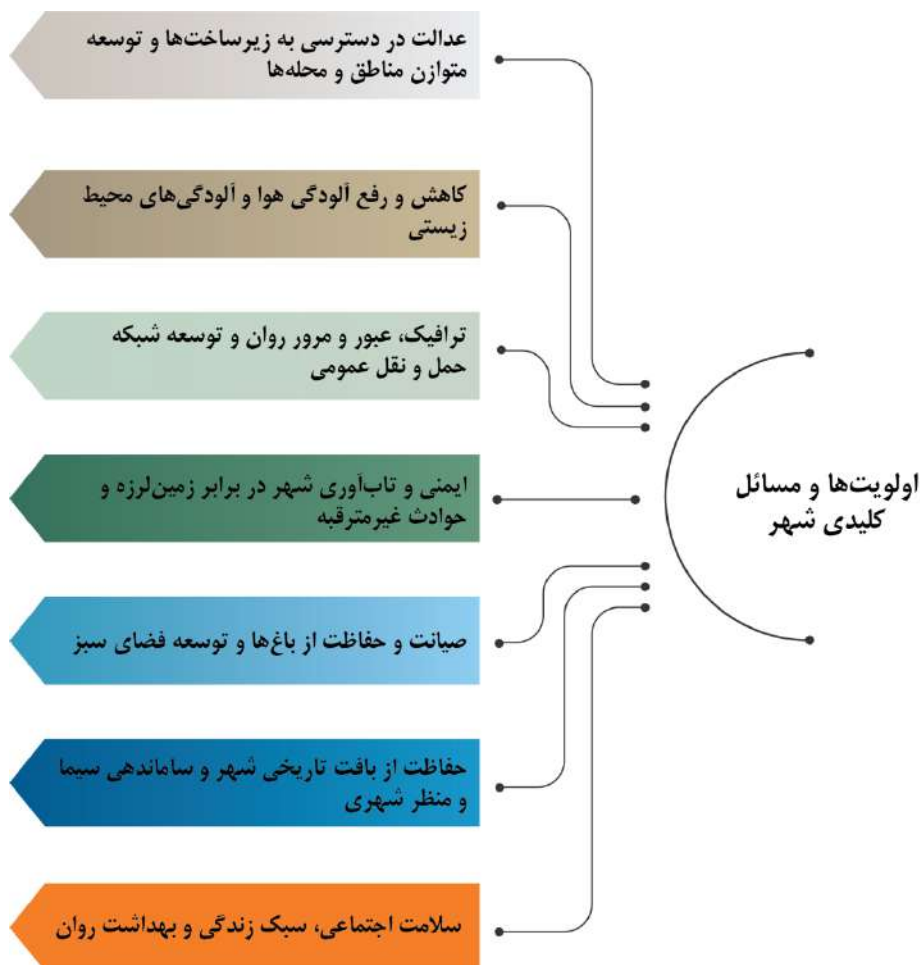 اولویت‌ها و مسائل
کلیدی شهر
عدالت در دسترسی به زیرساخت‌ها و توسعه
متوازن مناطق و محله‌ها
کاهش و رفع آلودگی هوا و آلودگی‌های محیط
زیستی
ترافیک، عبور و مرور روان و توسعه شبکه
حمل و نقل عمومی
ایمنی و تاب‌آوری شهر در برابر زمین‌لرزه و
حوادث غیرمترقبه
صیانت و حفاظت از باغ‌ها و توسعه فضای سبز
حفاظت از بافت تاریخی شهر و ساماندهی سیما
و منظر شهری
سلامت اجتماعی، سبک زندگی و بهداشت روان